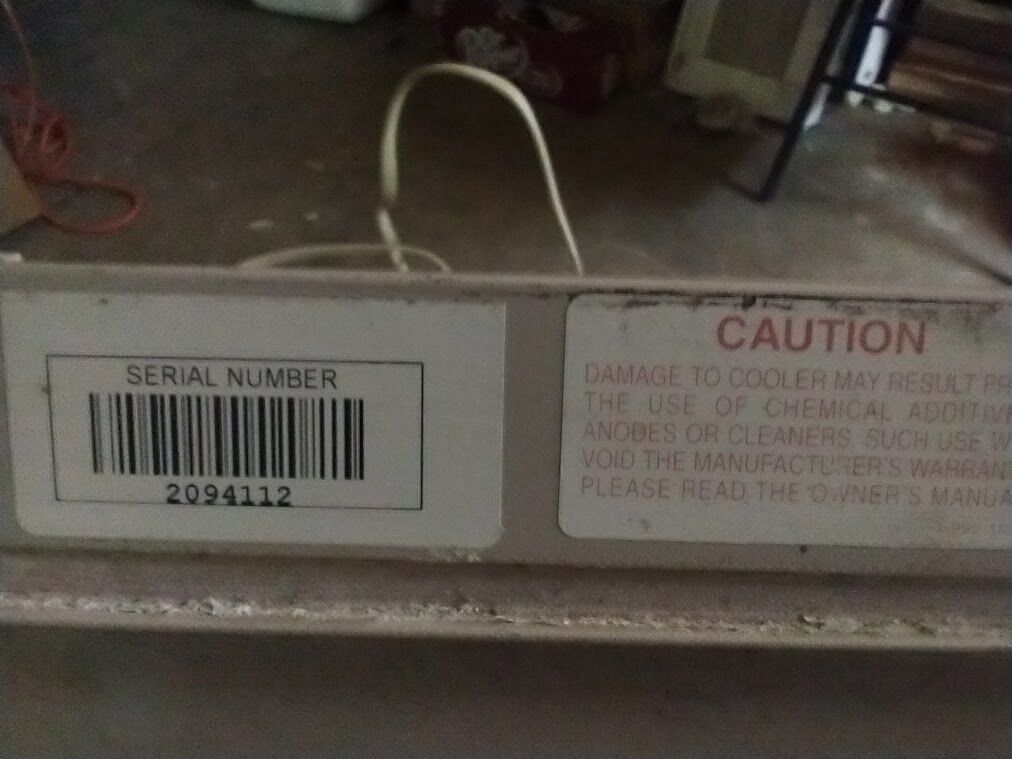 SERIAL NUMBER
2094112
CAUTION
DAMAGE TO COOLER MAY RESULT
THE USE OF CHEMICAL
ANODES OR CLEANERS. SUCH USE
VOID THE MANUFACTURER'S
PLEASE READ THE OWNER'S